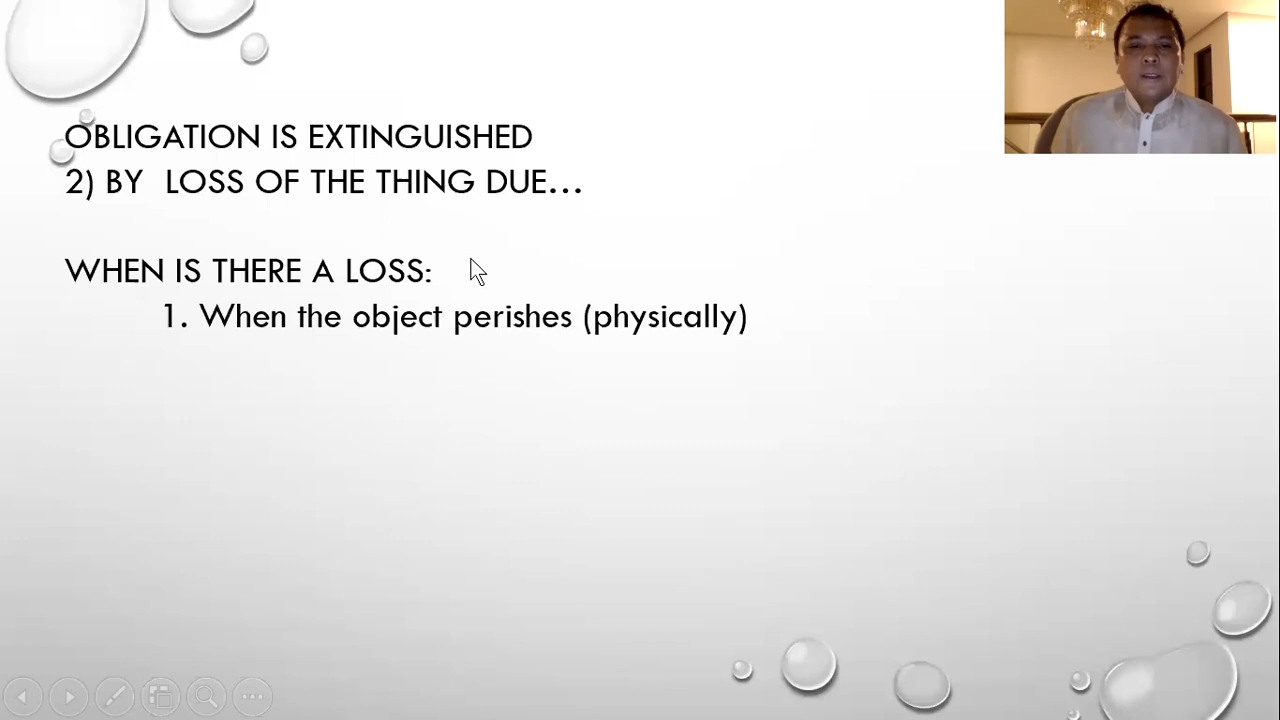 OBLIGATION IS EXTINGUISHED
2) BY LOSS OF THE THING DUE...
WHEN IS THERE A LOSS:
1. When the object perishes (physically)